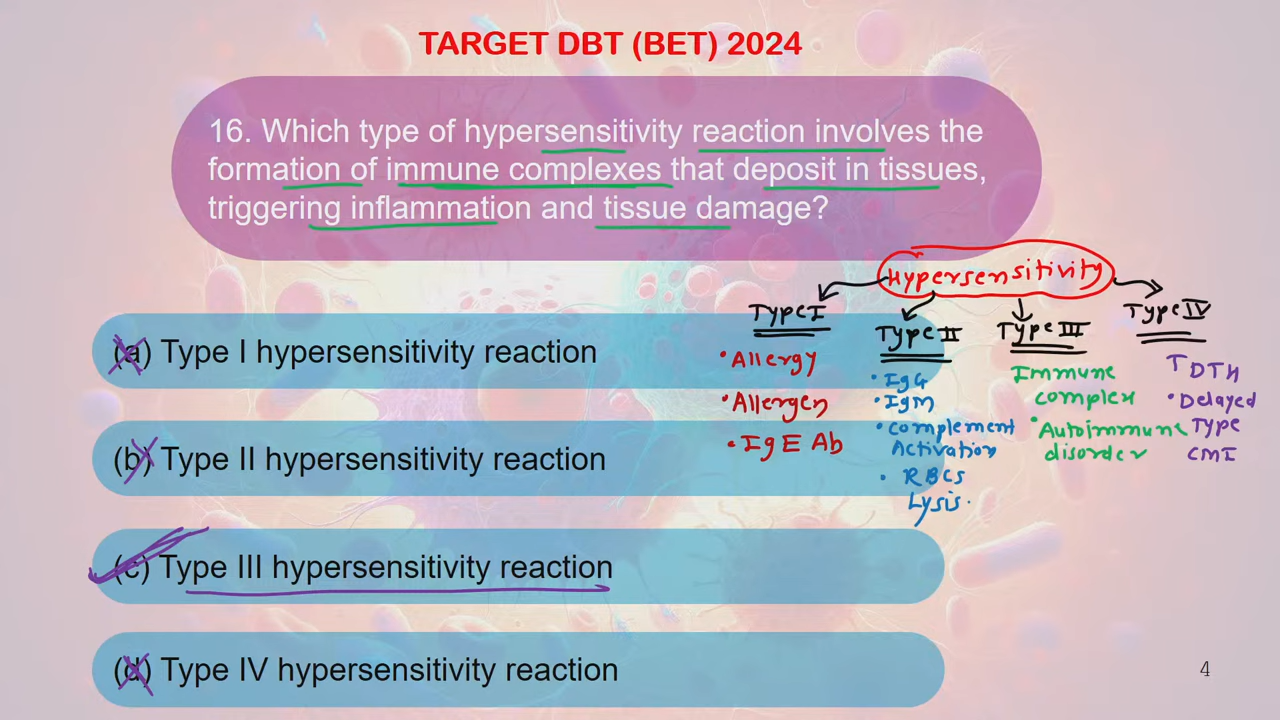 TARGET DBT (BET) 2024
16. Which type of hypersensitivity reaction involves the
formation of immune complexes that deposit in tissues,
triggering inflammation and tissue damage?
(a) Type I hypersensitivity reaction
(b) Type II hypersensitivity reaction
(c) Type III hypersensitivity reaction
(d) Type IV hypersensitivity reaction
Hypersensitivity
Type I
• Allergy
• Allergen
• IgE Ab
Type II
• IgG
• IgM
• Complement
Activation
• RBCs
Lysis
Type III
Immune
complex
• Autoimmune
disorder
Type IV
T DTH
• Delayed
Type
CMI
4